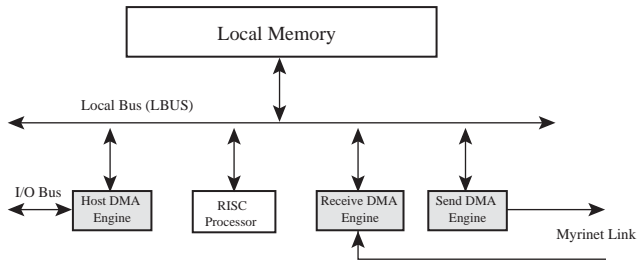 Local Memory
Local Bus (LBUS)
I/O Bus
Host DMA
Engine
RISC
Processor
Receive DMA
Engine
Send DMA
Engine
Myrinet Link